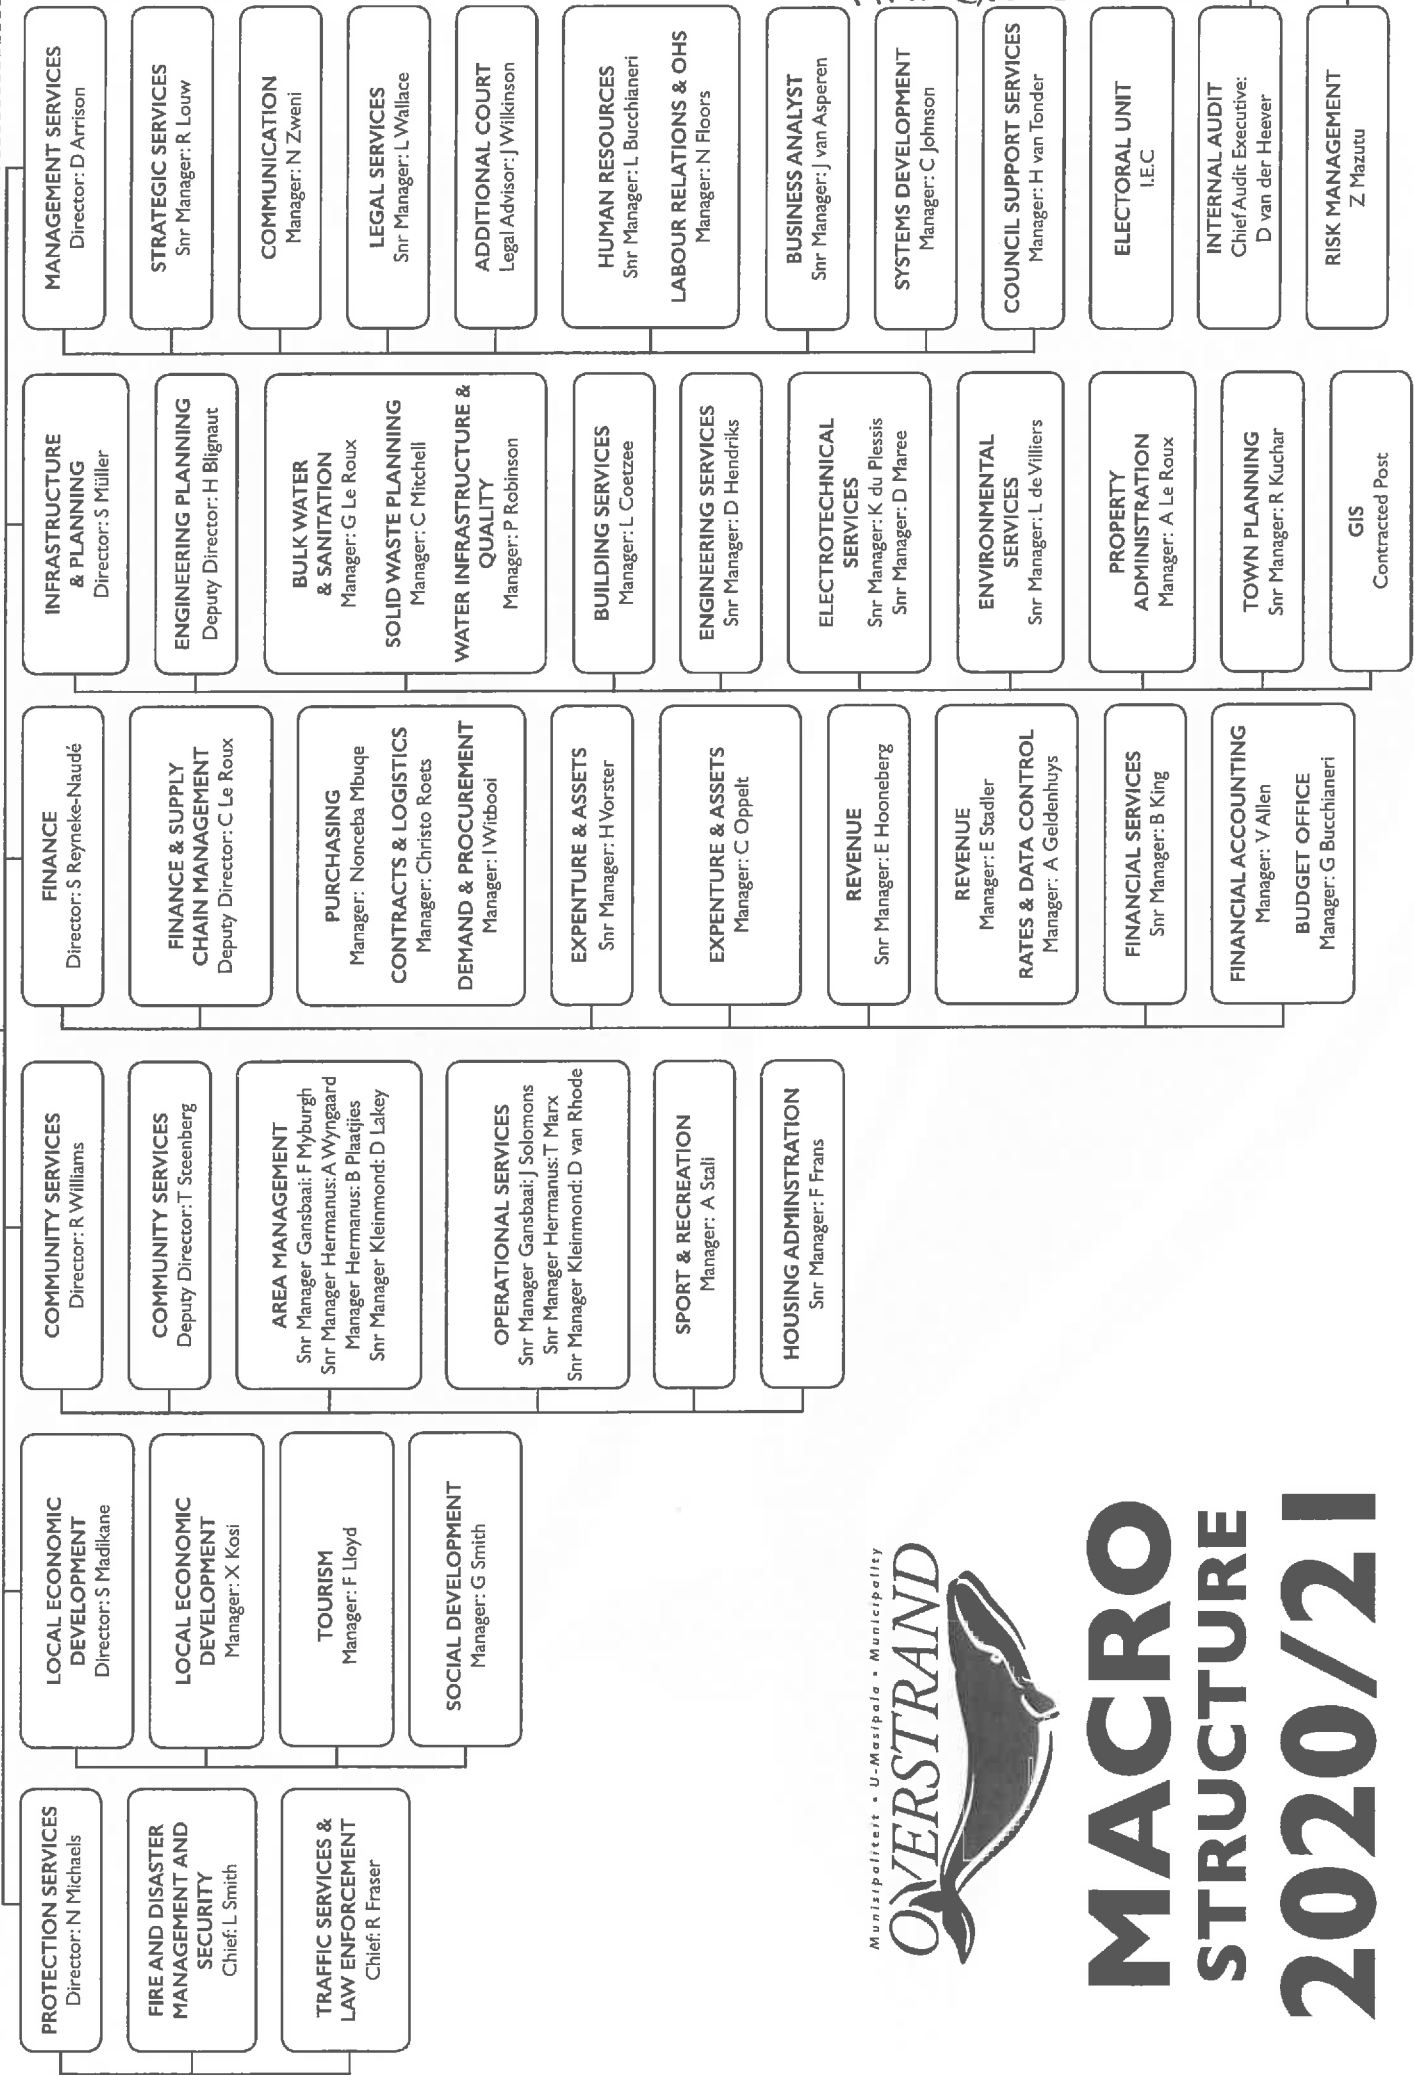 PROTECTION SERVICES
Director: N Michaels
FIRE AND DISASTER
MANAGEMENT AND
SECURITY
Chief: L Smith
TRAFFIC SERVICES &
LAW ENFORCEMENT
Chief: R Fraser
LOCAL ECONOMIC
DEVELOPMENT
Director: S Madikane
LOCAL ECONOMIC
DEVELOPMENT
Manager: X Kosi
TOURISM
Manager: F Lloyd
SOCIAL DEVELOPMENT
Manager: G Smith
COMMUNITY SERVICES
Director: R Williams
COMMUNITY SERVICES
Deputy Director: T Steenberg
AREA MANAGEMENT
Snr Manager Gansbaai: F Myburgh
Snr Manager Hermanus: A Wyngaard
Manager Hermanus: B Plaatjies
Snr Manager Kleinmond: D Lakey
OPERATIONAL SERVICES
Snr Manager Gansbaai: J Solomons
Snr Manager Hermanus: T Marx
Snr Manager Kleinmond: D van Rhode
SPORT & RECREATION
Manager: A Stali
HOUSING ADMINSTRATION
Snr Manager: F Frans
FINANCE
Director: S Reyneke-Naudé
FINANCE & SUPPLY
CHAIN MANAGEMENT
Deputy Director: C Le Roux
PURCHASING
Manager: Nonceba Mbuqe
CONTRACTS & LOGISTICS
Manager: Christo Roets
DEMAND & PROCUREMENT
Manager: I Witbooi
EXPENTURE & ASSETS
Snr Manager: H Vorster
EXPENTURE & ASSETS
Manager: C Oppelt
REVENUE
Snr Manager: E Hooneberg
REVENUE
Manager: E Stadler
RATES & DATA CONTROL
Manager: A Geldenhuys
FINANCIAL SERVICES
Snr Manager: B King
FINANCIAL ACCOUNTING
Manager: V Allen
BUDGET OFFICE
Manager: G Bucchianeri
INFRASTRUCTURE
& PLANNING
Director: S Müller
ENGINEERING PLANNING
Deputy Director: H Blignaut
BULK WATER
& SANITATION
Manager: G Le Roux
SOLID WASTE PLANNING
Manager: C Mitchell
WATER INFRASTRUCTURE &
QUALITY
Manager: P Robinson
BUILDING SERVICES
Manager: L Coetzee
ENGINEERING SERVICES
Snr Manager: D Hendriks
ELECTROTECHNICAL
SERVICES
Snr Manager: K du Plessis
Snr Manager: D Maree
ENVIRONMENTAL
SERVICES
Snr Manager: L de Villiers
PROPERTY
ADMINISTRATION
Manager: A Le Roux
TOWN PLANNING
Snr Manager: R Kuchar
GIS
Contracted Post
MANAGEMENT SERVICES
Director: D Arrison
STRATEGIC SERVICES
Snr Manager: R Louw
COMMUNICATION
Manager: N Zweni
LEGAL SERVICES
Snr Manager: L Wallace
ADDITIONAL COURT
Legal Advisor: J Wilkinson
HUMAN RESOURCES
Snr Manager: L Bucchianeri
LABOUR RELATIONS & OHS
Manager: N Floors
BUSINESS ANALYST
Snr Manager: J van Asperen
SYSTEMS DEVELOPMENT
Manager: C Johnson
COUNCIL SUPPORT SERVICES
Manager: H van Tonder
ELECTORAL UNIT
I.E.C
INTERNAL AUDIT
Chief Audit Executive:
D van der Heever
RISK MANAGEMENT
Z Mazutu
Munisipaliteit • U-Masipala • Municipality
OVERSTRAND
MACRO
STRUCTURE
2020/21